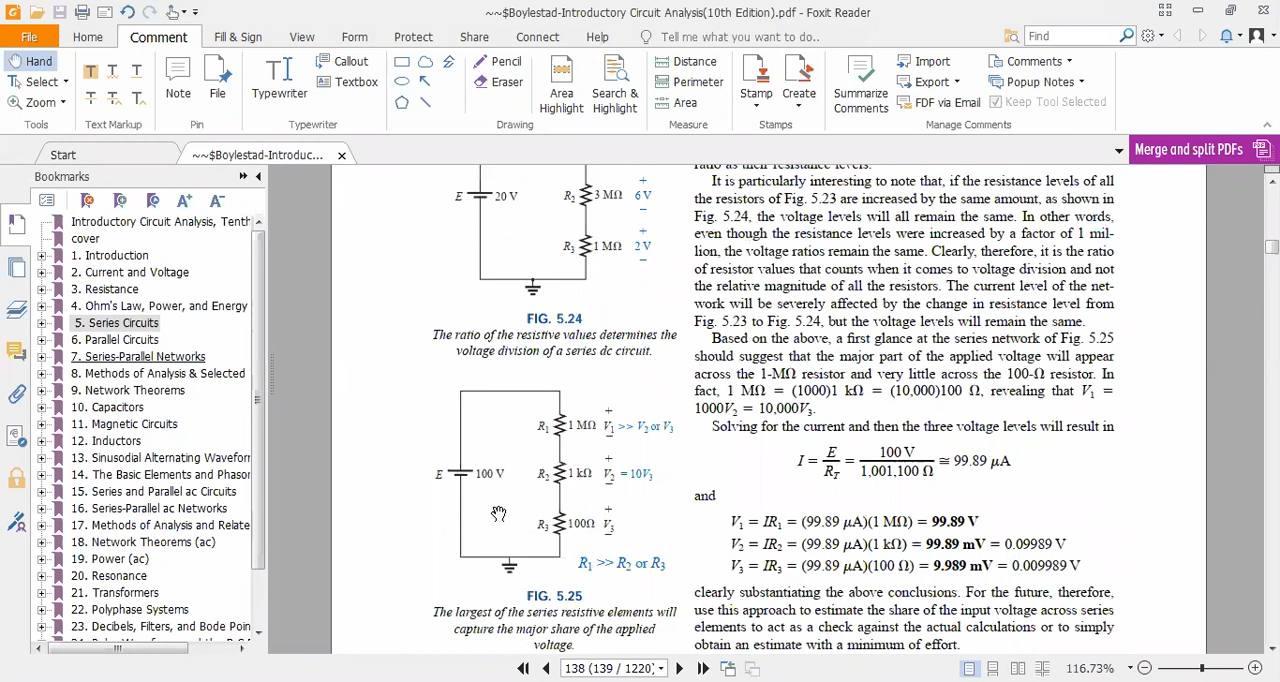 ~~$Boylestad-Introductory Circuit Analysis(10th Edition).pdf - Foxit Reader
File Home Comment Fill & Sign View Form Protect Share Connect Help Tell me what you want to do.. Find
Hand
Select
Zoom
Tools
T T T
T T T
Text Markup
Note File
Pin
Typewriter
Callout
Textbox
Typewriter
Pencil
Eraser
Area Highlight
Search & Highlight
Drawing
Distance
Perimeter
Area
Measure
Stamp Create
Stamps
Summarize Comments
Import
Export
FDF via Email
Comments
Popup Notes
Keep Tool Selected
Manage Comments
Start
~~$Boylestad-Introduc...
Merge and split PDFs
Bookmarks
Introductory Circuit Analysis, Tenth
cover
1. Introduction
2. Current and Voltage
3. Resistance
4. Ohm's Law, Power, and Energy
5. Series Circuits
6. Parallel Circuits
7. Series-Parallel Networks
8. Methods of Analysis & Selected
9. Network Theorems
10. Capacitors
11. Magnetic Circuits
12. Inductors
13. Sinusoidal Alternating Wavefor
14. The Basic Elements and Phasor
15. Series and Parallel ac Circuits
16. Series-Parallel ac Networks
17. Methods of Analysis and Relate
18. Network Theorems (ac)
19. Power (ac)
20. Resonance
21. Transformers
22. Polyphase Systems
23. Decibels, Filters, and Bode Poin
E 20 V
R2 3 MΩ + 6 V –
R3 1 MΩ + 2 V –
FIG. 5.24
The ratio of the resistive values determines the
voltage division of a series dc circuit.
E 100 V
R1 1 MΩ + V1 – >> V2 or V3
R2 1 kΩ + V2 – = 10V3
R3 100Ω + V3 –
R1 >> R2 or R3
FIG. 5.25
The largest of the series resistive elements will
capture the major share of the applied
voltage.
ratio as their resistance levels.
It is particularly interesting to note that, if the resistance levels of all
the resistors of Fig. 5.23 are increased by the same amount, as shown in
Fig. 5.24, the voltage levels will all remain the same. In other words,
even though the resistance levels were increased by a factor of 1 mil-
lion, the voltage ratios remain the same. Clearly, therefore, it is the ratio
of resistor values that counts when it comes to voltage division and not
the relative magnitude of all the resistors. The current level of the net-
work will be severely affected by the change in resistance level from
Fig. 5.23 to Fig. 5.24, but the voltage levels will remain the same.
Based on the above, a first glance at the series network of Fig. 5.25
should suggest that the major part of the applied voltage will appear
across the 1-MΩ resistor and very little across the 100-Ω resistor. In
fact, 1 MΩ = (1000)1 kΩ = (10,000)100 Ω, revealing that V1 =
1000V2 = 10,000V3.
Solving for the current and then the three voltage levels will result in
I = E/RT = 100 V/1,001,100 Ω ≅ 99.89 μA
and
V1 = IR1 = (99.89 μA)(1 MΩ) = 99.89 V
V2 = IR2 = (99.89 μA)(1 kΩ) = 99.89 mV = 0.09989 V
V3 = IR3 = (99.89 μA)(100 Ω) = 9.989 mV = 0.009989 V
clearly substantiating the above conclusions. For the future, therefore,
use this approach to estimate the share of the input voltage across series
elements to act as a check against the actual calculations or to simply
obtain an estimate with a minimum of effort.
138 (139 / 1220)
116.73%